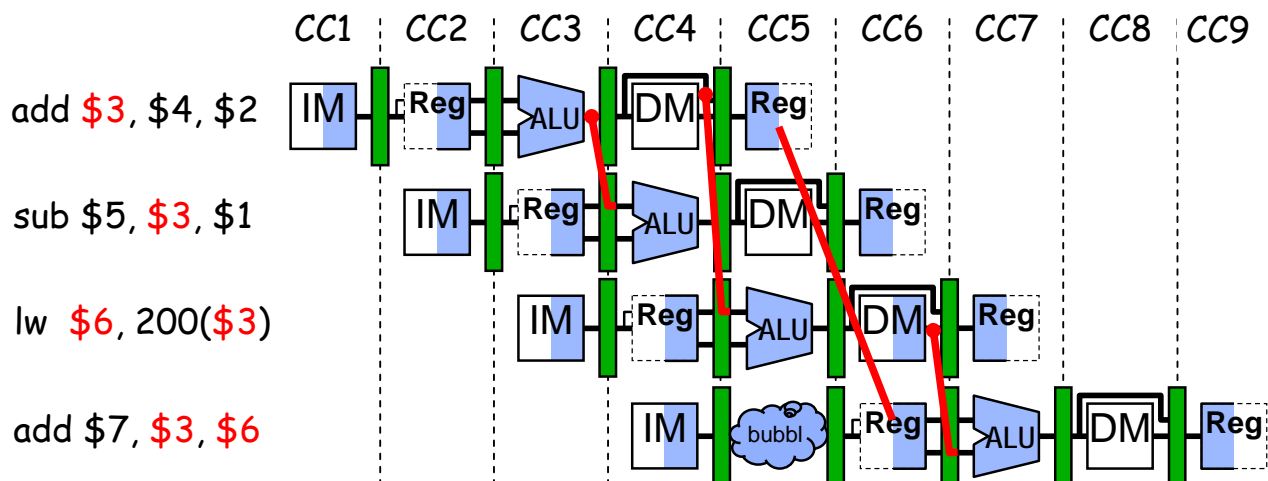 CC1 CC2 CC3 CC4 CC5 CC6 CC7 CC8 CC9
add $3, $4, $2 IM Reg ALU DM Reg
sub $5, $3, $1 IM Reg ALU DM Reg
lw $6, 200($3) IM Reg ALU DM Reg
add $7, $3, $6 IM bubbl Reg ALU DM Reg